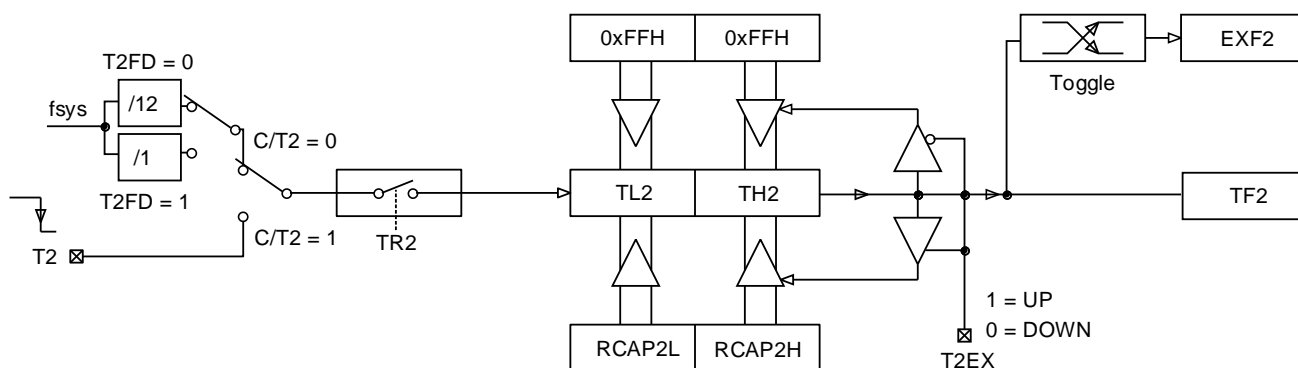 0xFFH
0xFFH
EXF2
Toggle
T2FD = 0
fsys
/12
C/T2 = 0
/1
T2FD = 1
TL2
TH2
TF2
C/T2 = 1
TR2
T2
1 = UP
0 = DOWN
RCAP2L
RCAP2H
T2EX